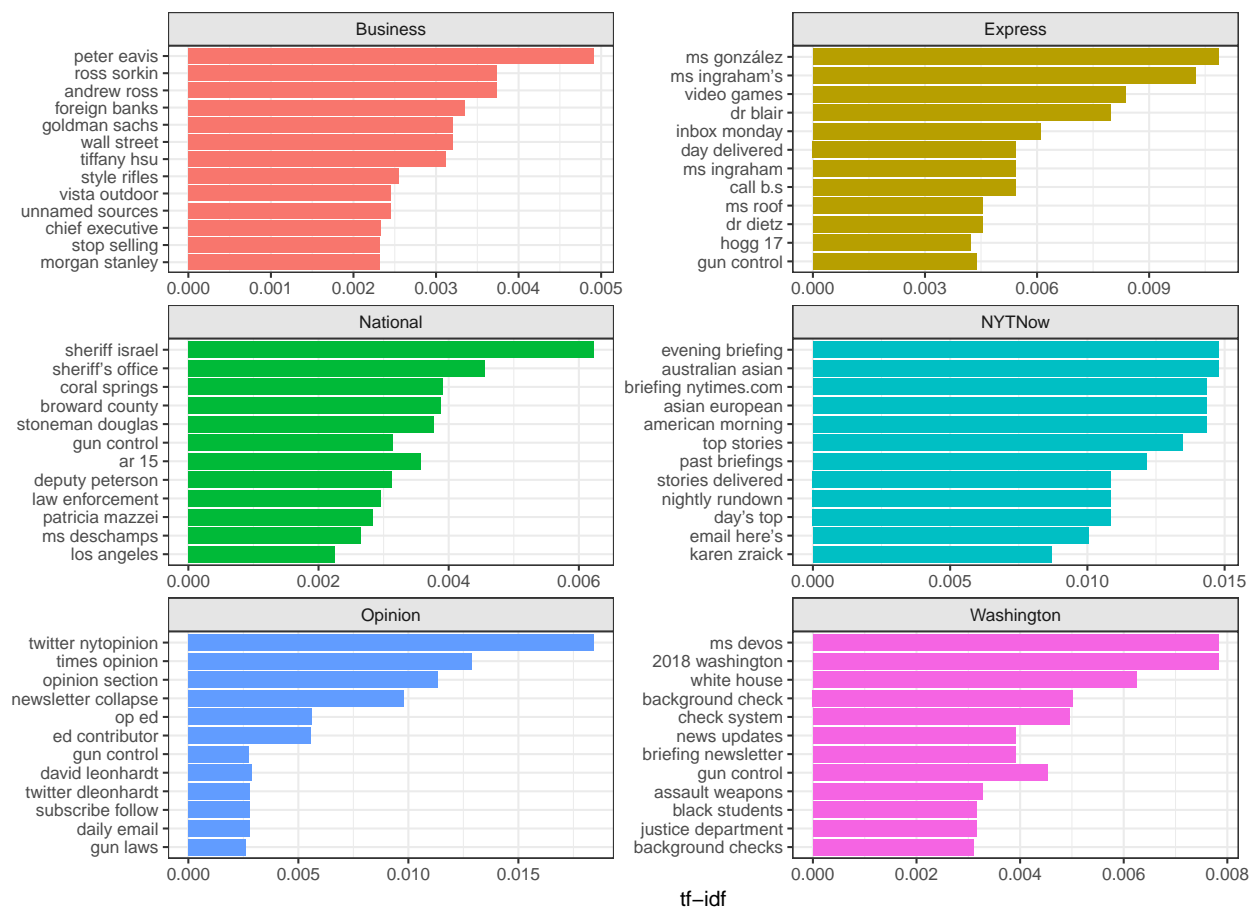 Business
peter eavis
ross sorkin
andrew ross
foreign banks
goldman sachs
wall street
tiffany hsu
style rifles
vista outdoor
unnamed sources
chief executive
stop selling
morgan stanley
0.000 0.001 0.002 0.003 0.004 0.005
Express
ms gonzález
ms ingraham’s
video games
dr blair
inbox monday
day delivered
ms ingraham
call b.s
ms roof
dr dietz
hogg 17
gun control
0.000 0.003 0.006 0.009
National
sheriff israel
sheriff’s office
coral springs
broward county
stoneman douglas
gun control
ar 15
deputy peterson
law enforcement
patricia mazzei
ms deschamps
los angeles
0.000 0.002 0.004 0.006
NYTNow
evening briefing
australian asian
briefing nytimes.com
asian european
american morning
top stories
past briefings
stories delivered
nightly rundown
day’s top
email here’s
karen zraick
0.000 0.005 0.010 0.015
Opinion
twitter nytopinion
times opinion
opinion section
newsletter collapse
op ed
ed contributor
gun control
david leonhardt
twitter dleonhardt
subscribe follow
daily email
gun laws
0.000 0.005 0.010 0.015
Washington
ms devos
2018 washington
white house
background check
check system
news updates
briefing newsletter
gun control
assault weapons
black students
justice department
background checks
0.000 0.002 0.004 0.006 0.008
tf−idf